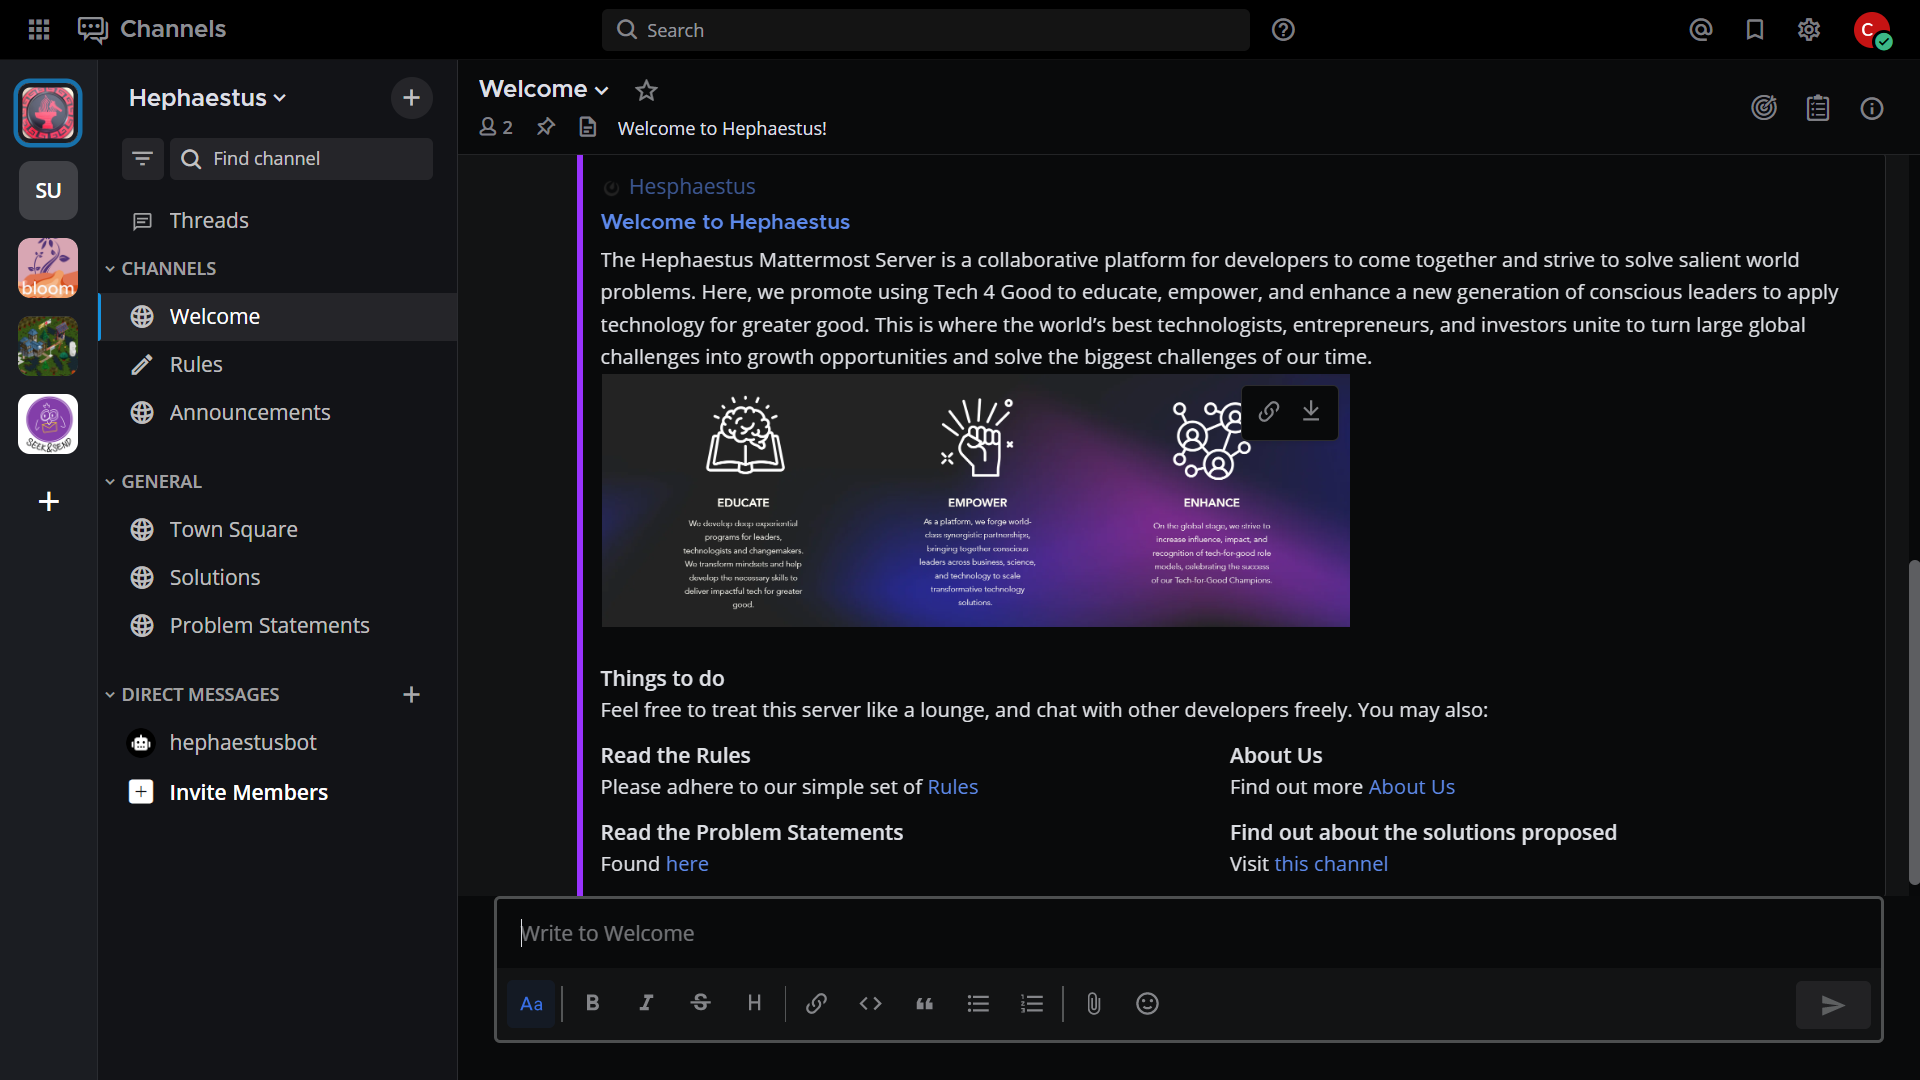 Channels
Search
C
Hephaestus
Welcome
2
Welcome to Hephaestus!
SU
bloom
SEEK&SEND
Find channel
Threads
CHANNELS
Welcome
Rules
Announcements
GENERAL
Town Square
Solutions
Problem Statements
DIRECT MESSAGES
hephaestusbot
Invite Members
Hesphaestus
Welcome to Hephaestus
The Hephaestus Mattermost Server is a collaborative platform for developers to come together and strive to solve salient world
problems. Here, we promote using Tech 4 Good to educate, empower, and enhance a new generation of conscious leaders to apply
technology for greater good. This is where the world’s best technologists, entrepreneurs, and investors unite to turn large global
challenges into growth opportunities and solve the biggest challenges of our time.
EDUCATE
We develop deep experiential
programs for leaders,
technologists and changemakers.
We transform mindsets and help
develop the necessary skills to
deliver impactful tech for greater
good.
EMPOWER
As a platform, we forge world-
class synergistic partnerships,
bringing together conscious
leaders across business, science,
and technology to scale
transformative technology
solutions.
ENHANCE
On the global stage, we strive to
increase influence, impact, and
recognition of tech-for-good role
models, celebrating the success
of our Tech-for-Good Champions.
Things to do
Feel free to treat this server like a lounge, and chat with other developers freely. You may also:
Read the Rules
Please adhere to our simple set of Rules
About Us
Find out more About Us
Read the Problem Statements
Found here
Find out about the solutions proposed
Visit this channel
Write to Welcome
Aa
B
I
S
H